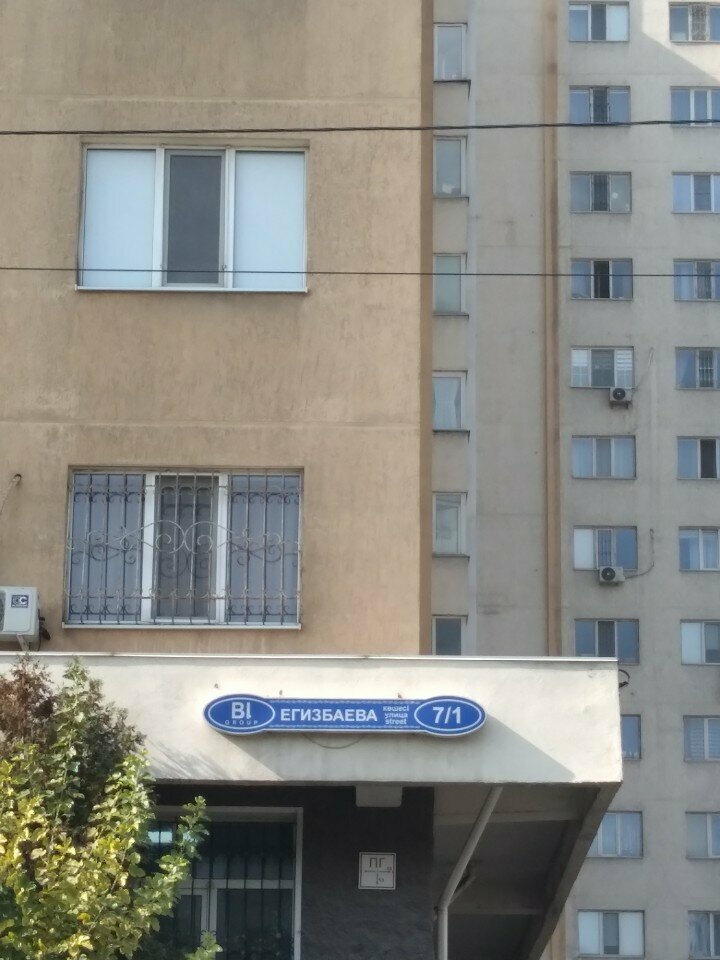 BI
GROUP
ЕГИЗБАЕВА
көшесі
улица
street
7/1
ПГ